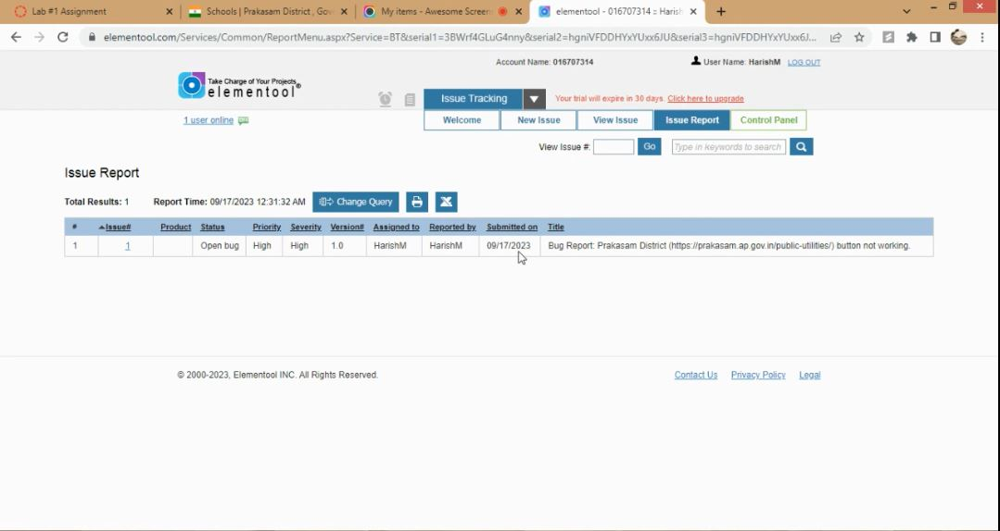 Lab #1 Assignment
Schools | Prakasam District , Gov
My items - Awesome Screen
elementool - 016707314 :: Harish
elementool.com/Services/Common/ReportMenu.aspx?Service=BT&serial1=3BWrf4GLuG4nny&serial2=hgniVFDDHYxYUxx6JU&serial3=hgniVFDDHYxYUxx6J...
Account Name: 016707314
User Name: HarishM LOG OUT
Take Charge of Your Projects
elementool®
Issue Tracking
Your trial will expire in 30 days. Click here to upgrade
1 user online
Welcome New Issue View Issue Issue Report Control Panel
View Issue #: Go Type in keywords to search
Issue Report
Total Results: 1 Report Time: 09/17/2023 12:31:32 AM Change Query
# Issue# Product Status Priority Severity Version# Assigned to Reported by Submitted on Title
1 1 Open bug High High 1.0 HarishM HarishM 09/17/2023 Bug Report: Prakasam District (https://prakasam.ap.gov.in/public-utilities/) button not working.
© 2000-2023, Elementool INC. All Rights Reserved.
Contact Us Privacy Policy Legal